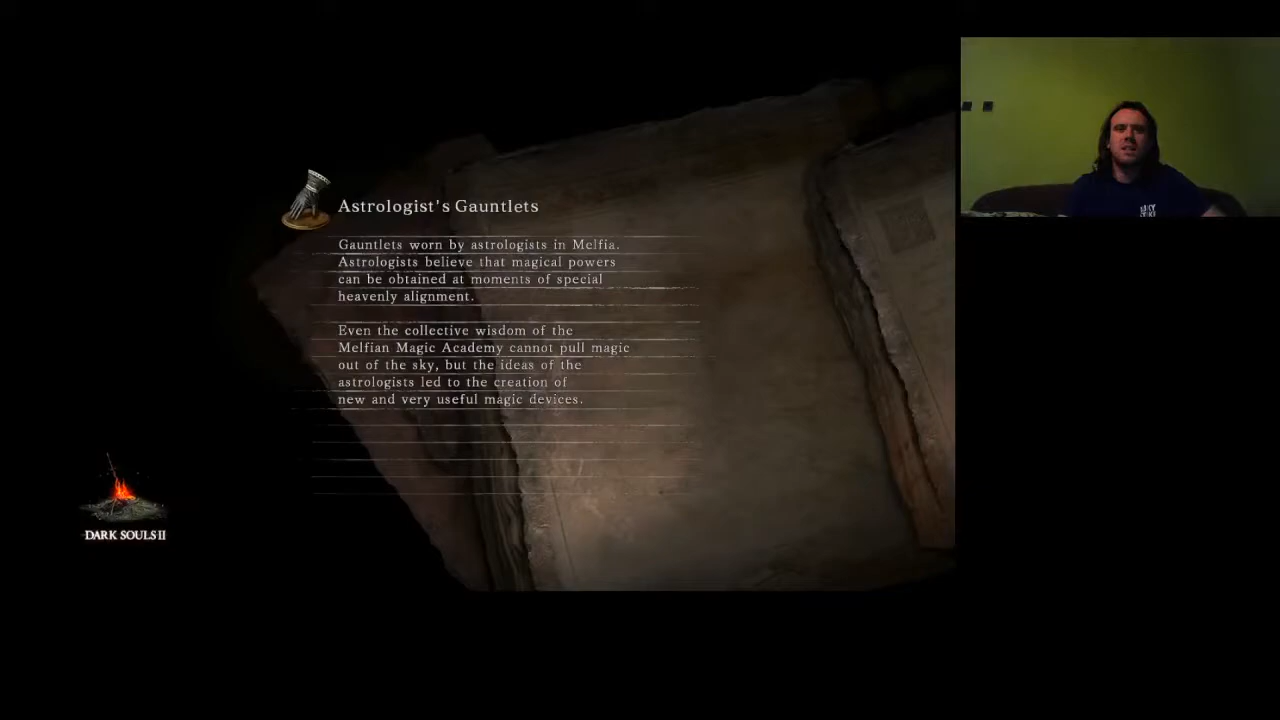 Astrologist's Gauntlets
Gauntlets worn by astrologists in Melfia.
Astrologists believe that magical powers
can be obtained at moments of special
heavenly alignment.
Even the collective wisdom of the
Melfian Magic Academy cannot pull magic
out of the sky, but the ideas of the
astrologists led to the creation of
new and very useful magic devices.
DARK SOULS II